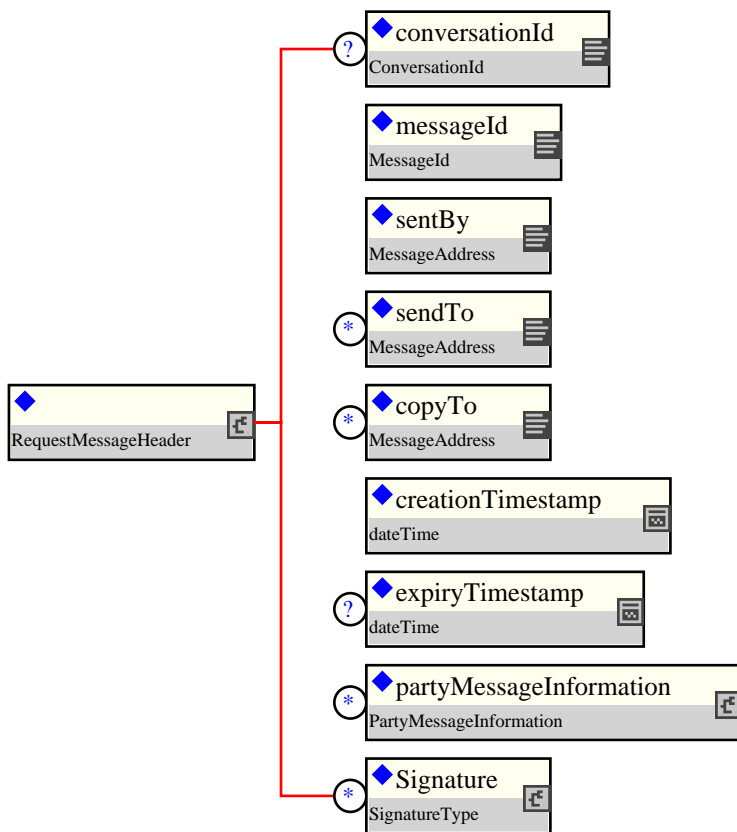 ?
conversationId
ConversationId
messageId
MessageId
sentBy
MessageAddress
*
sendTo
MessageAddress
RequestMessageHeader
*
copyTo
MessageAddress
creationTimestamp
dateTime
?
expiryTimestamp
dateTime
*
partyMessageInformation
PartyMessageInformation
*
Signature
SignatureType